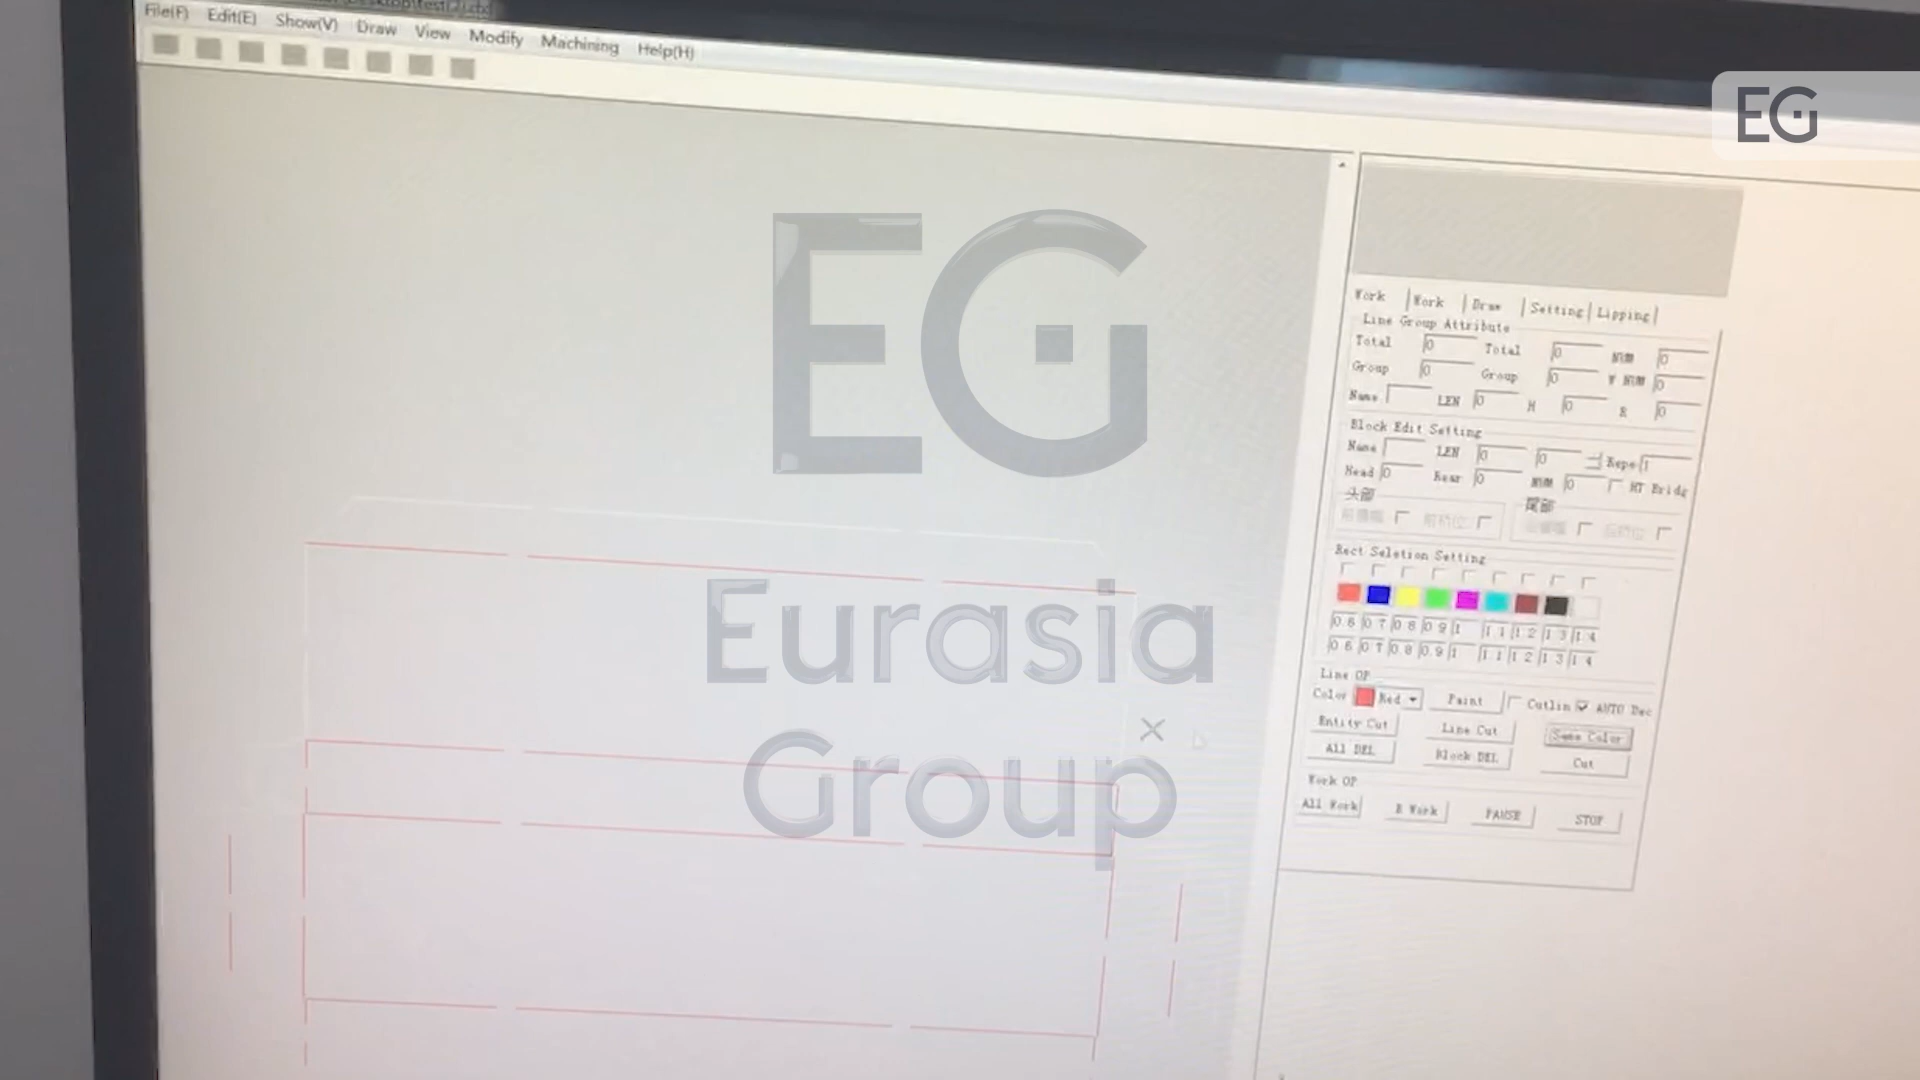 File(F) Edit(E) Show(V) Draw View Modify Machining Help(H)
EG
EG
Eurasia
Group
Work Work Draw Setting Lipping
Line Group Attribute
Total 0 Total 0 0
Group 0 Group 0 0
Name LEN 0 H 0 R 0
Block Edit Setting
Name LEN 0 0 Repe 1
Head 0 Rear 0 0 HT Bridg
头部 尾部
Rect Seletion Setting
0.6 0.7 0.8 0.9 1 1.1 1.2 1.3 1.4
0.6 0.7 0.8 0.9 1 1.1 1.2 1.3 1.4
Line OP
Color Red Paint Cutlin AUTO Dec
Entity Cut Line Cut Same Color
All DEL Block DEL Cut
Work OP
All Work B Work PAUSE STOP